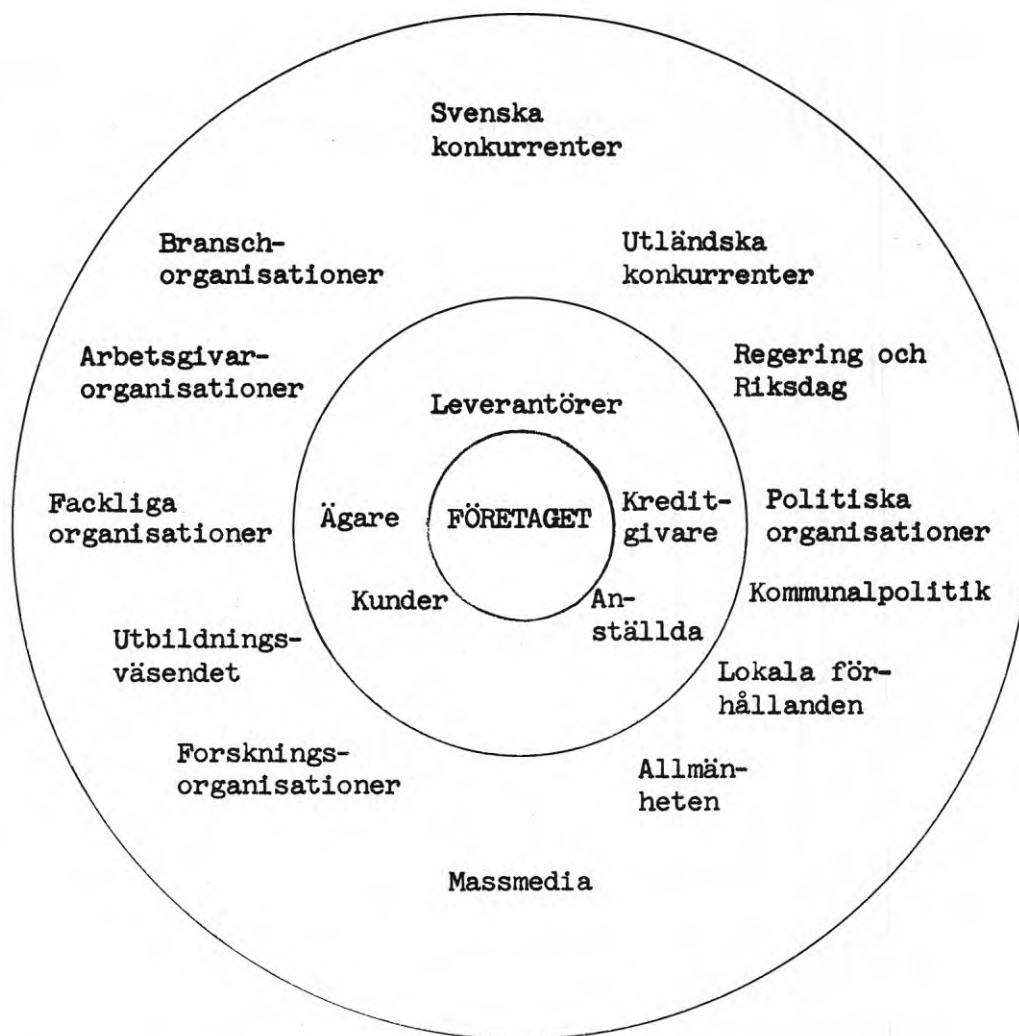 Svenska
konkurrenter
Bransch-
organisationer
Utländska
konkurrenter
Arbetsgivar-
organisationer
Regering och
Riksdag
Leverantörer
Fackliga
organisationer
Ägare
FÖRETAGET
Kredit-
givare
Politiska
organisationer
Kunder
An-
ställda
Kommunalpolitik
Utbildnings-
väsendet
Lokala för-
hållanden
Forsknings-
organisationer
Allmän-
heten
Massmedia